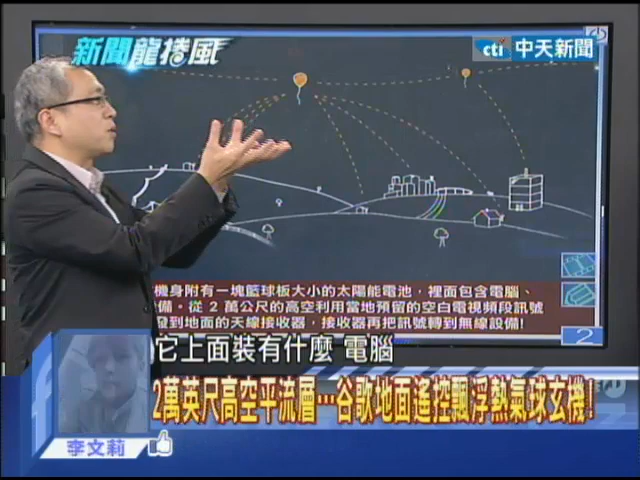 新聞龍捲風
cti 中天新聞
機身附有一塊籃球板大小的太陽能電池，裡面包含電腦、
備。從 2 萬公尺的高空利用當地預留的空白電視頻段訊號
發到地面的天線接收器，接收器再把訊號轉到無線設備!
2
它上面裝有什麼 電腦
2萬英尺高空平流層…谷歌地面遙控飄浮熱氣球玄機!
李文莉